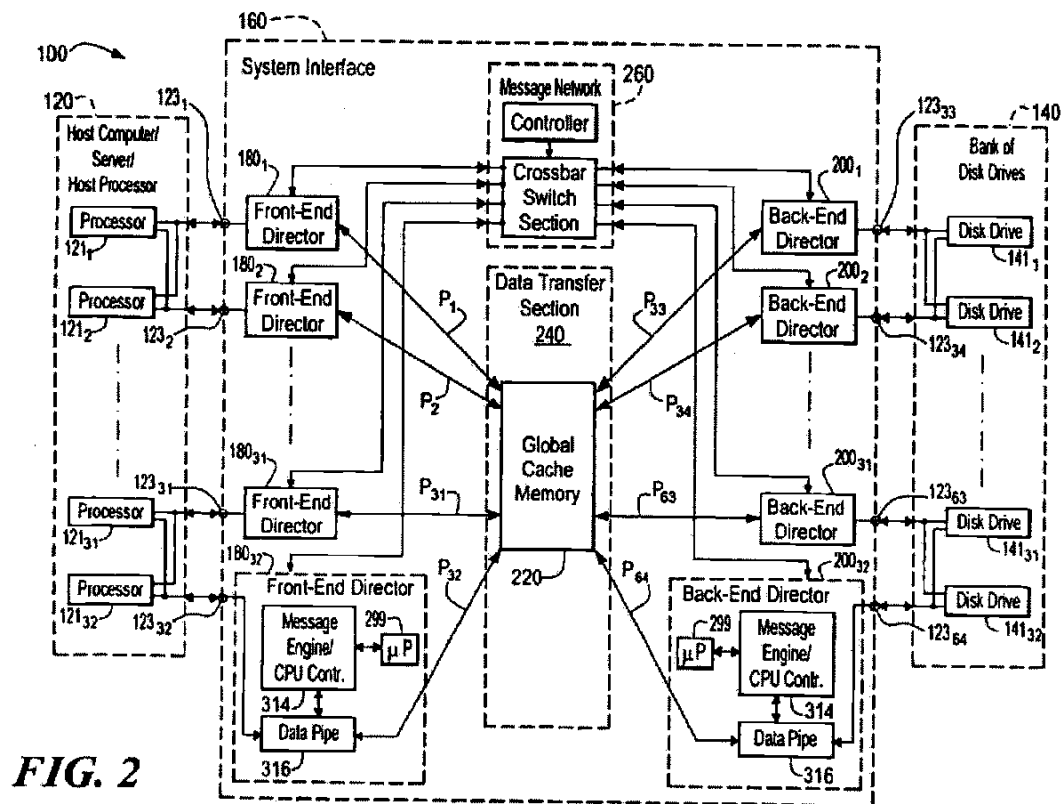 100
160
System Interface
260
Message Network
Controller
Crossbar
Switch
Section
120
Host Computer/
Server/
Host Processor
123₁
180₁
Front-End
Director
Processor
121₁
180₂
Front-End
Director
Processor
121₂
123₂
P₁
P₂
Data Transfer
Section
240
Global
Cache
Memory
220
123₃₃
140
Bank of
Disk Drives
200₁
Back-End
Director
Disk Drive
141₁
200₂
Back-End
Director
Disk Drive
141₂
123₃₄
P₃₃
P₃₄
123₃₁
180₃₁
Front-End
Director
Processor
121₃₁
P₃₁
P₆₃
200₃₁
Back-End
Director
123₆₃
Disk Drive
141₃₁
Processor
121₃₂
123₃₂
180₃₂
Front-End Director
Message
Engine/
CPU Contr.
314
299
μP
Data Pipe
316
P₃₂
P₆₄
200₃₂
Back-End Director
299
μP
Message
Engine/
CPU Contr.
314
Data Pipe
316
Disk Drive
141₃₂
123₆₄
FIG. 2